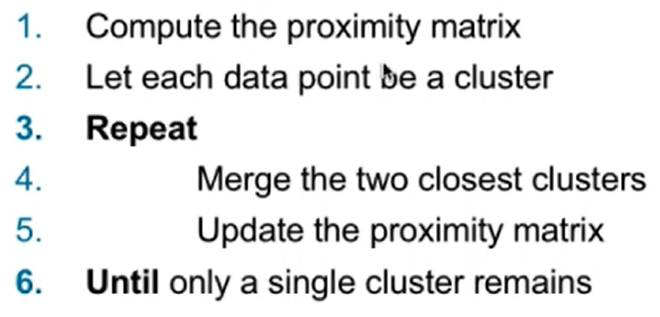 1. Compute the proximity matrix
2. Let each data point be a cluster
3. Repeat
4. Merge the two closest clusters
5. Update the proximity matrix
6. Until only a single cluster remains